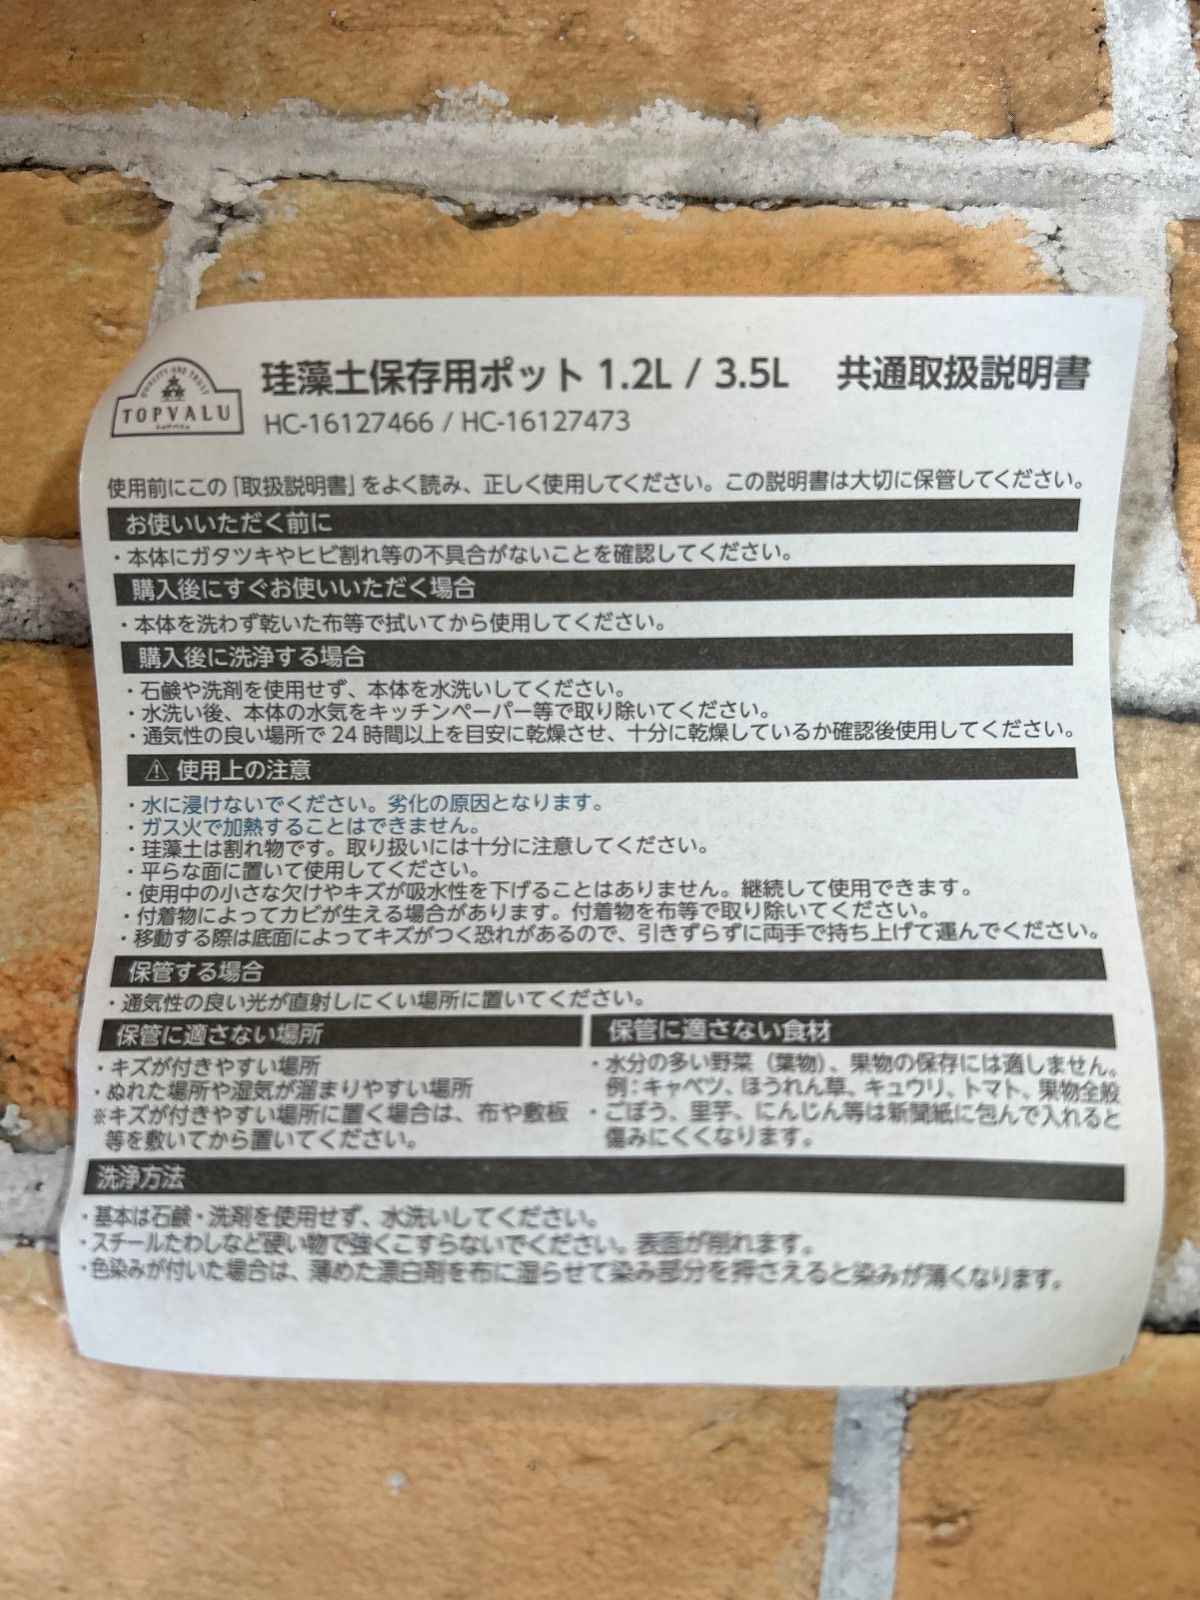 QUALITY AND TRUST
TOPVALU
トップバリュ
珪藻土保存用ポット 1.2L / 3.5L 共通取扱説明書
HC-16127466 / HC-16127473
使用前にこの「取扱説明書」をよく読み、正しく使用してください。この説明書は大切に保管してください。
お使いいただく前に
・本体にガタツキやヒビ割れ等の不具合がないことを確認してください。
購入後にすぐお使いいただく場合
・本体を洗わず乾いた布等で拭いてから使用してください。
購入後に洗浄する場合
・石鹸や洗剤を使用せず、本体を水洗いしてください。
・水洗い後、本体の水気をキッチンペーパー等で取り除いてください。
・通気性の良い場所で 24 時間以上を目安に乾燥させ、十分に乾燥しているか確認後使用してください。
⚠ 使用上の注意
・水に浸けないでください。劣化の原因となります。
・ガス火で加熱することはできません。
・珪藻土は割れ物です。取り扱いには十分に注意してください。
・平らな面に置いて使用してください。
・使用中の小さな欠けやキズが吸水性を下げることはありません。継続して使用できます。
・付着物によってカビが生える場合があります。付着物を布等で取り除いてください。
・移動する際は底面によってキズがつく恐れがあるので、引きずらずに両手で持ち上げて運んでください。
保管する場合
・通気性の良い光が直射しにくい場所に置いてください。
保管に適さない場所
・キズが付きやすい場所
・ぬれた場所や湿気が溜まりやすい場所
※キズが付きやすい場所に置く場合は、布や敷板
等を敷いてから置いてください。
保管に適さない食材
・水分の多い野菜（葉物）、果物の保存には適しません。
例：キャベツ、ほうれん草、キュウリ、トマト、果物全般
・ごぼう、里芋、にんじん等は新聞紙に包んで入れると
傷みにくくなります。
洗浄方法
・基本は石鹸・洗剤を使用せず、水洗いしてください。
・スチールたわしなど硬い物で強くこすらないでください。表面が削れます。
・色染みが付いた場合は、薄めた漂白剤を布に湿らせて染み部分を押さえると染みが薄くなります。